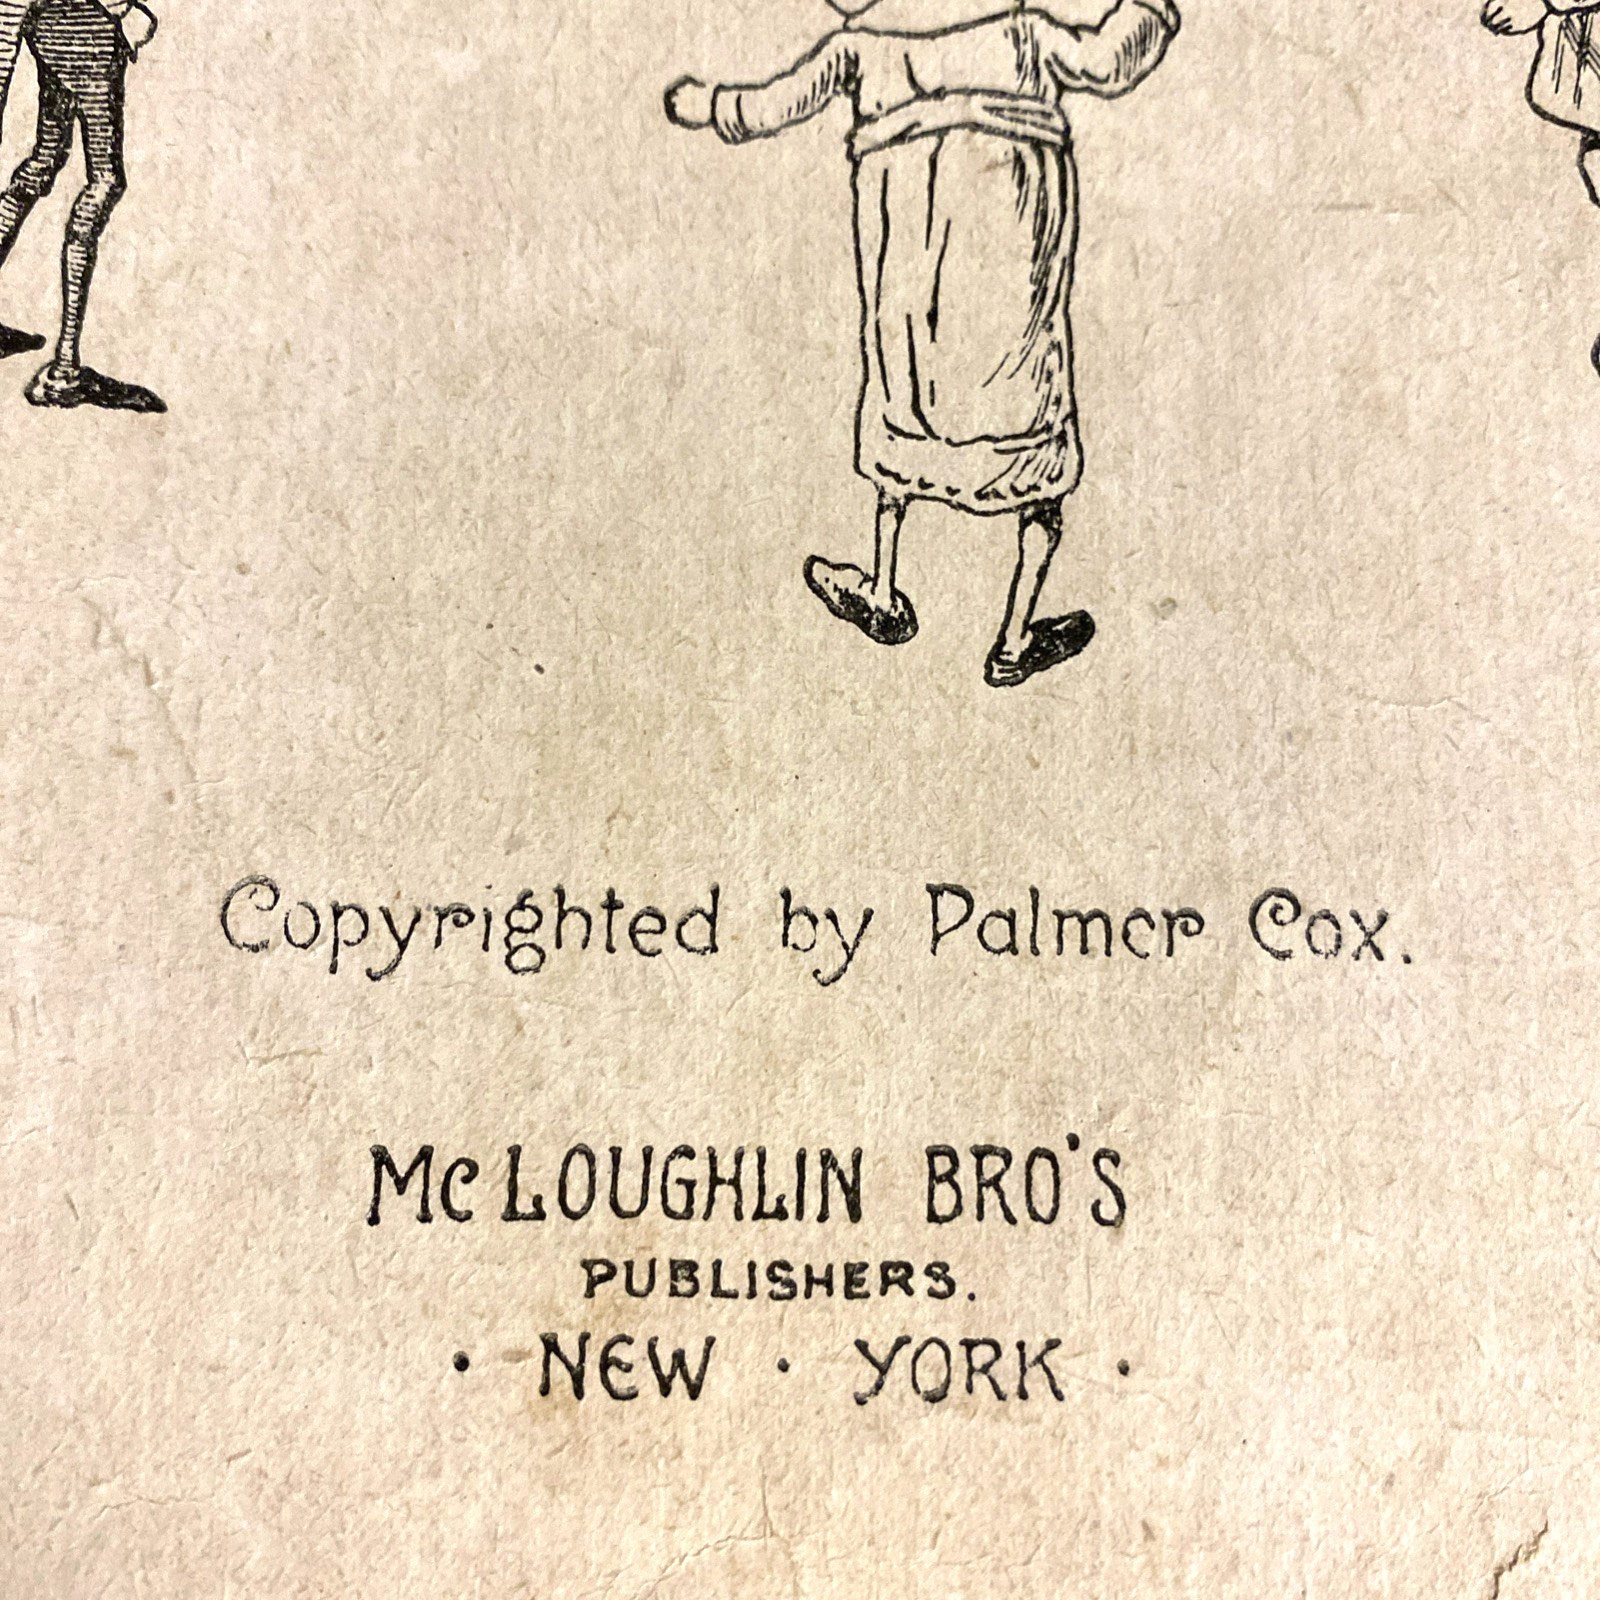 Copyrighted by Palmer Cox.
McLOUGHLIN BRO'S
PUBLISHERS.
· NEW · YORK ·